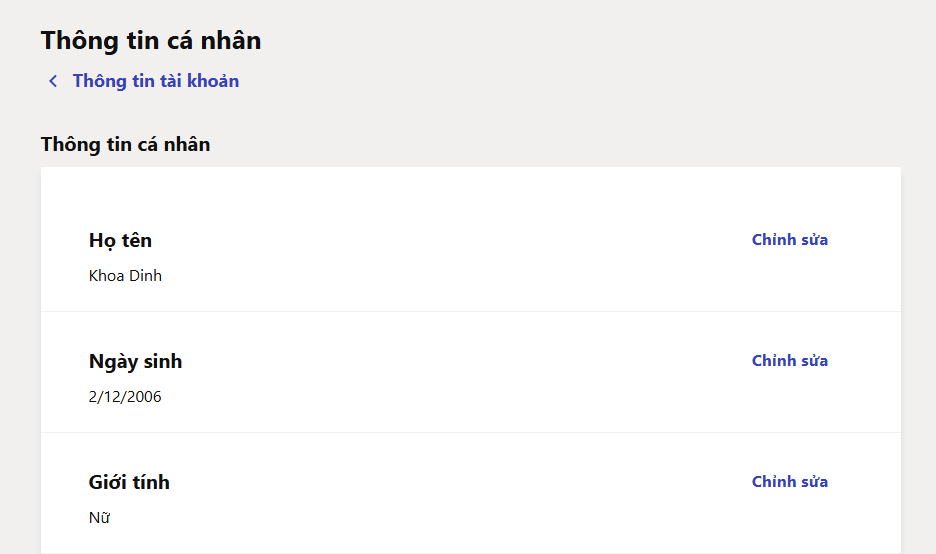 Thông tin cá nhân
Thông tin tài khoản
Thông tin cá nhân
Họ tên
Chỉnh sửa
Khoa Dinh
Ngày sinh
Chỉnh sửa
2/12/2006
Giới tính
Chỉnh sửa
Nữ